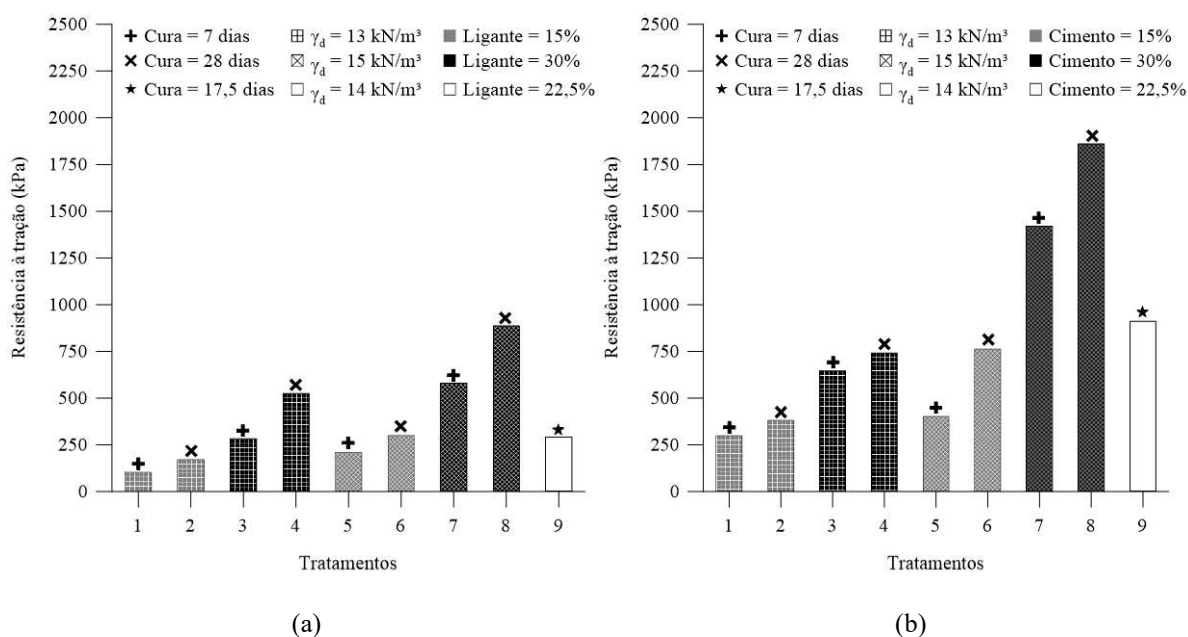 2500
2250
2000
1750
1500
1250
1000
750
500
250
0
Resistência à tração (kPa)
Cura = 7 dias
γd = 13 kN/m³
Ligante = 15%
Cura = 28 dias
γd = 15 kN/m³
Ligante = 30%
Cura = 17,5 dias
γd = 14 kN/m³
Ligante = 22,5%
1 2 3 4 5 6 7 8 9
Tratamentos
(a)
2500
2250
2000
1750
1500
1250
1000
750
500
250
0
Resistência à tração (kPa)
Cura = 7 dias
γd = 13 kN/m³
Cimento = 15%
Cura = 28 dias
γd = 15 kN/m³
Cimento = 30%
Cura = 17,5 dias
γd = 14 kN/m³
Cimento = 22,5%
1 2 3 4 5 6 7 8 9
Tratamentos
(b)